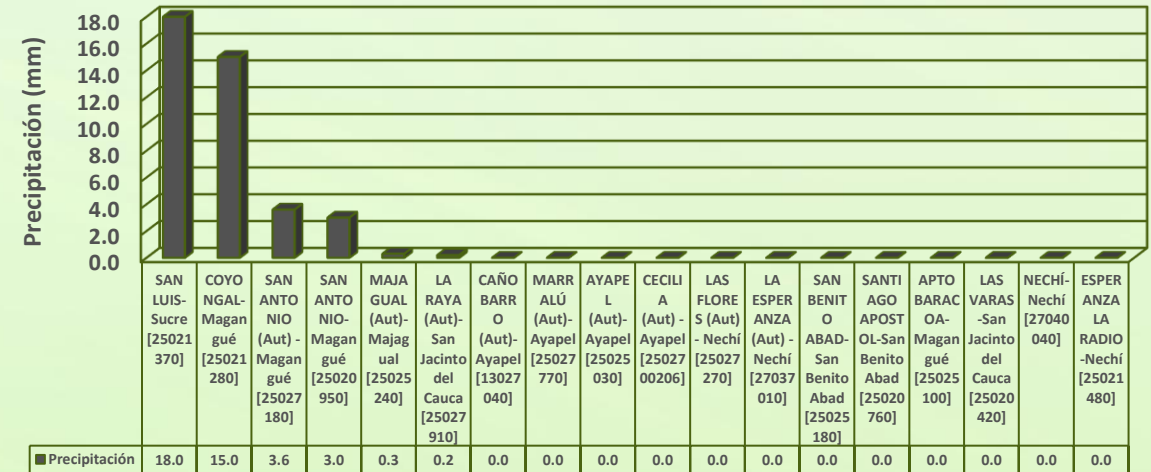 Precipitación (mm)
18.0
16.0
14.0
12.0
10.0
8.0
6.0
4.0
2.0
0.0
SAN
LUIS-
Sucre
[25021
370]
COYO
NGAL-
Magan
gué
[25021
280]
SAN
ANTO
NIO
(Aut) -
Magan
gué
[25027
180]
SAN
ANTO
NIO-
Magan
gué
[25020
950]
MAJA
GUAL
(Aut)-
Majag
ual
[25025
240]
LA
RAYA
(Aut)-
San
Jacinto
del
Cauca
[25027
910]
CAÑO
BARR
O
(Aut)-
Ayapel
[13027
040]
MARR
ALÚ
(Aut)-
Ayapel
[25027
770]
AYAPE
L
(Aut)-
Ayapel
[25025
030]
CECILI
A
(Aut) -
Ayapel
[25027
00206]
LAS
FLORE
S (Aut)
- Nechí
[25027
270]
LA
ESPER
ANZA
(Aut) -
Nechí
[27037
010]
SAN
BENIT
O
ABAD-
San
Benito
Abad
[25025
180]
SANTI
AGO
APOST
OL-San
Benito
Abad
[25020
760]
APTO
BARAC
OA-
Magan
gué
[25025
100]
LAS
VARAS
-San
Jacinto
del
Cauca
[25020
420]
NECHÍ-
Nechí
[27040
040]
ESPER
ANZA
LA
RADIO
-Nechí
[25021
480]
Precipitación 18.0 15.0 3.6 3.0 0.3 0.2 0.0 0.0 0.0 0.0 0.0 0.0 0.0 0.0 0.0 0.0 0.0 0.0